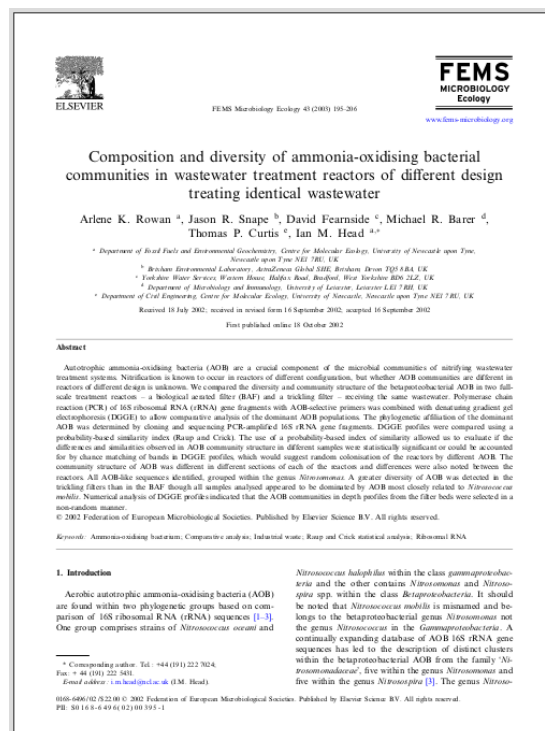 ELSEVIER
FEMS Microbiology Ecology 43 (2003) 195-206
FEMS
MICROBIOLOGY
Ecology
www.fems-microbiology.org
Composition and diversity of ammonia-oxidising bacterial
communities in wastewater treatment reactors of different design
treating identical wastewater
Arlene K. Rowan a, Jason R. Snape b, David Fearnside c, Michael R. Barer d,
Thomas P. Curtis e, Ian M. Head a,*
a Department of Fossil Fuels and Environmental Geochemistry, Centre for Molecular Ecology, University of Newcastle upon Tyne,
Newcastle upon Tyne NE1 7RU, UK
b Brixham Environmental Laboratory, AstraZeneca Global SHE, Brixham, Devon TQ5 8BA, UK
c Yorkshire Water Services, Western House, Halifax Road, Bradford, West Yorkshire BD6 2LZ, UK
d Department of Microbiology and Immunology, University of Leicester, Leicester LE1 7RH, UK
e Department of Civil Engineering, Centre for Molecular Ecology, University of Newcastle, Newcastle upon Tyne NE1 7RU, UK
Received 18 July 2002; received in revised form 16 September 2002; accepted 16 September 2002
First published online 18 October 2002
Abstract
Autotrophic ammonia-oxidising bacteria (AOB) are a crucial component of the microbial communities of nitrifying wastewater
treatment systems. Nitrification is known to occur in reactors of different configuration, but whether AOB communities are different in
reactors of different design is unknown. We compared the diversity and community structure of the betaproteobacterial AOB in two full-
scale treatment reactors – a biological aerated filter (BAF) and a trickling filter – receiving the same wastewater. Polymerase chain
reaction (PCR) of 16S ribosomal RNA (rRNA) gene fragments with AOB-selective primers was combined with denaturing gradient gel
electrophoresis (DGGE) to allow comparative analysis of the dominant AOB populations. The phylogenetic affiliation of the dominant
AOB was determined by cloning and sequencing PCR-amplified 16S rRNA gene fragments. DGGE profiles were compared using a
probability-based similarity index (Raup and Crick). The use of a probability-based index of similarity allowed us to evaluate if the
differences and similarities observed in AOB community structure in different samples were statistically significant or could be accounted
for by chance matching of bands in DGGE profiles, which would suggest random colonisation of the reactors by different AOB. The
community structure of AOB was different in different sections of each of the reactors and differences were also noted between the
reactors. All AOB-like sequences identified, grouped within the genus Nitrosomonas. A greater diversity of AOB was detected in the
trickling filters than in the BAF though all samples analysed appeared to be dominated by AOB most closely related to Nitrosococcus
mobilis. Numerical analysis of DGGE profiles indicated that the AOB communities in depth profiles from the filter beds were selected in a
non-random manner.
© 2002 Federation of European Microbiological Societies. Published by Elsevier Science B.V. All rights reserved.
Keywords: Ammonia-oxidising bacterium; Comparative analysis; Industrial waste; Raup and Crick statistical analysis; Ribosomal RNA
1. Introduction
Aerobic autotrophic ammonia-oxidising bacteria (AOB)
are found within two phylogenetic groups based on com-
parison of 16S ribosomal RNA (rRNA) sequences [1–3].
One group comprises strains of Nitrosococcus oceani and
* Corresponding author. Tel.: +44 (191) 222 7024;
Fax: + 44 (191) 222 5431.
E-mail address: i.m.head@ncl.ac.uk (I.M. Head).
Nitrosococcus halophilus within the class gammaproteobac-
teria and the other contains Nitrosomonas and Nitroso-
spira spp. within the class Betaproteobacteria. It should
be noted that Nitrosococcus mobilis is misnamed and be-
longs to the betaproteobacterial genus Nitrosomonas not
the genus Nitrosococcus in the Gammaproteobacteria. A
continually expanding database of AOB 16S rRNA gene
sequences has led to the description of distinct clusters
within the betaproteobacterial AOB from the family 'Ni-
trosomonadaceae', five within the genus Nitrosomonas and
five within the genus Nitrosospira [3]. The genus Nitroso-
0168-6496/02/$22.00 © 2002 Federation of European Microbiological Societies. Published by Elsevier Science B.V. All rights reserved.
PII: S0168-6496(02)00395-1